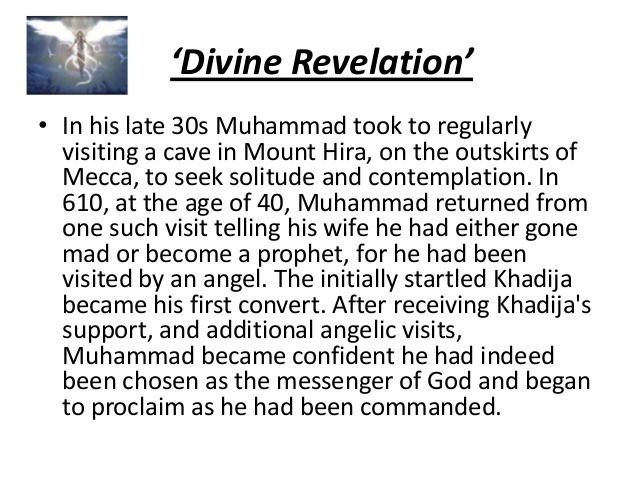 ‘Divine Revelation’
• In his late 30s Muhammad took to regularly
visiting a cave in Mount Hira, on the outskirts of
Mecca, to seek solitude and contemplation. In
610, at the age of 40, Muhammad returned from
one such visit telling his wife he had either gone
mad or become a prophet, for he had been
visited by an angel. The initially startled Khadija
became his first convert. After receiving Khadija's
support, and additional angelic visits,
Muhammad became confident he had indeed
been chosen as the messenger of God and began
to proclaim as he had been commanded.